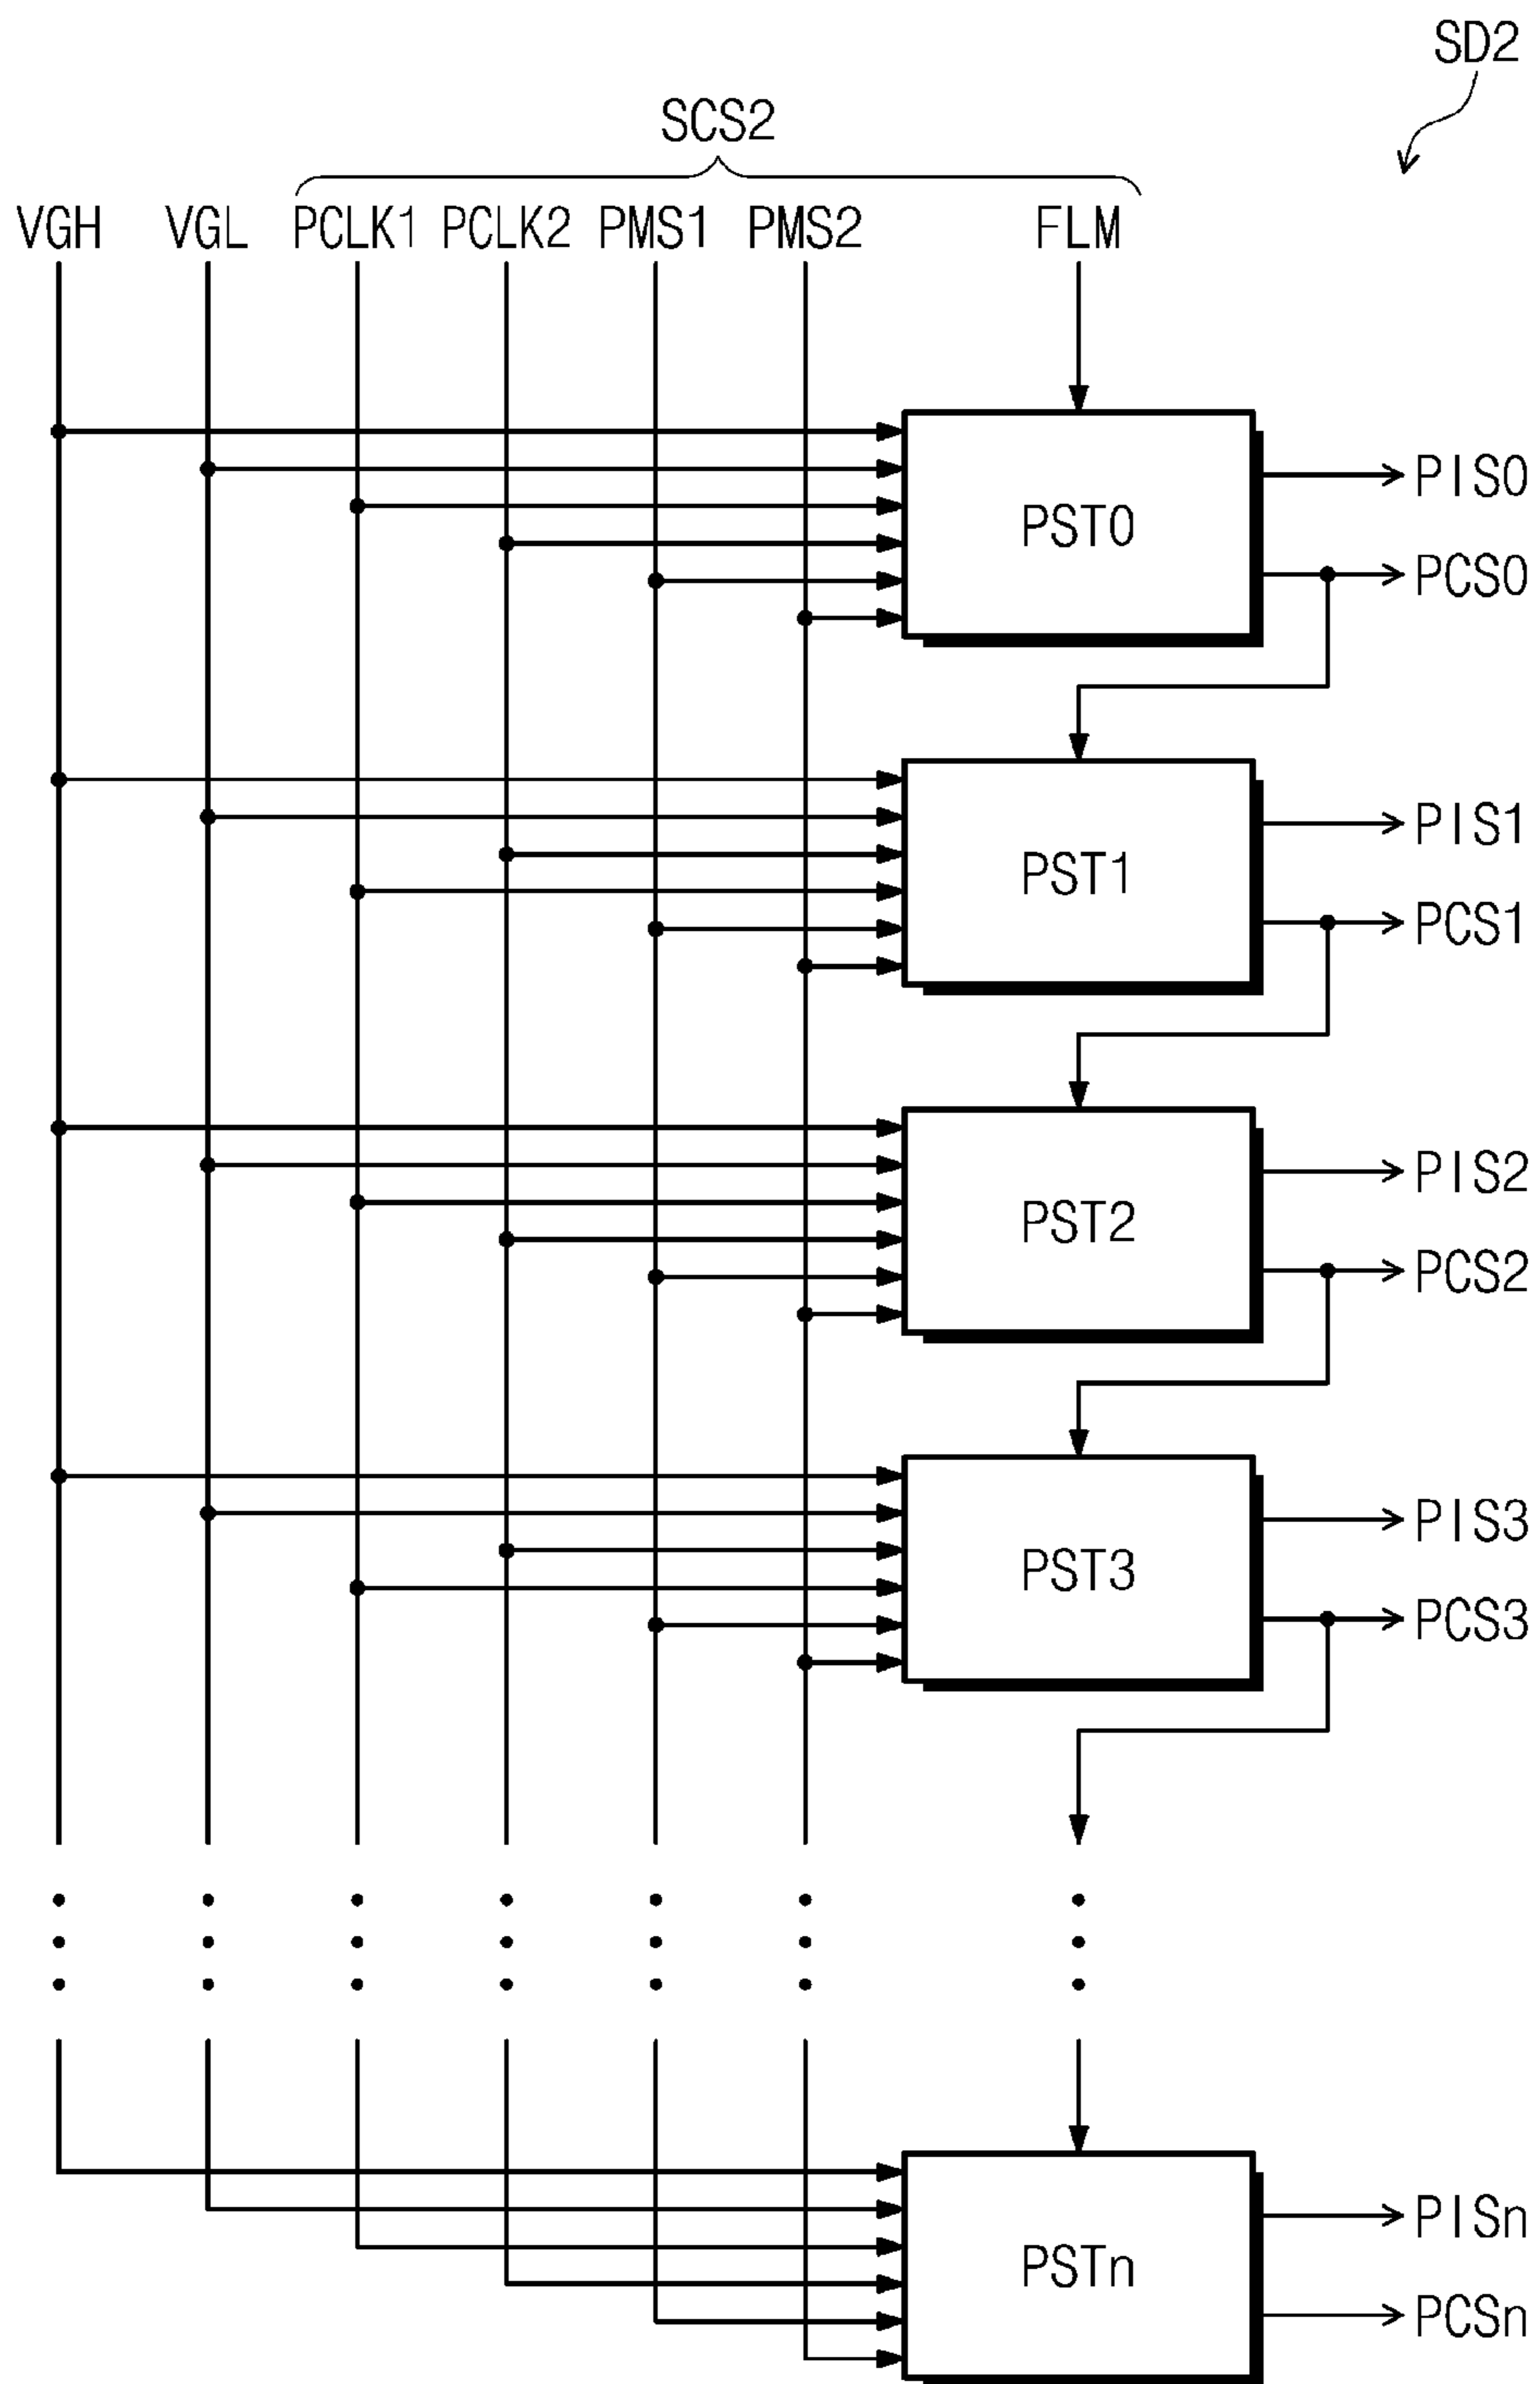 SD2
SCS2
VGH VGL PCLK1 PCLK2 PMS1 PMS2 FLM
PST0
PIS0
PCS0
PST1
PIS1
PCS1
PST2
PIS2
PCS2
PST3
PIS3
PCS3
PSTn
PISn
PCSn